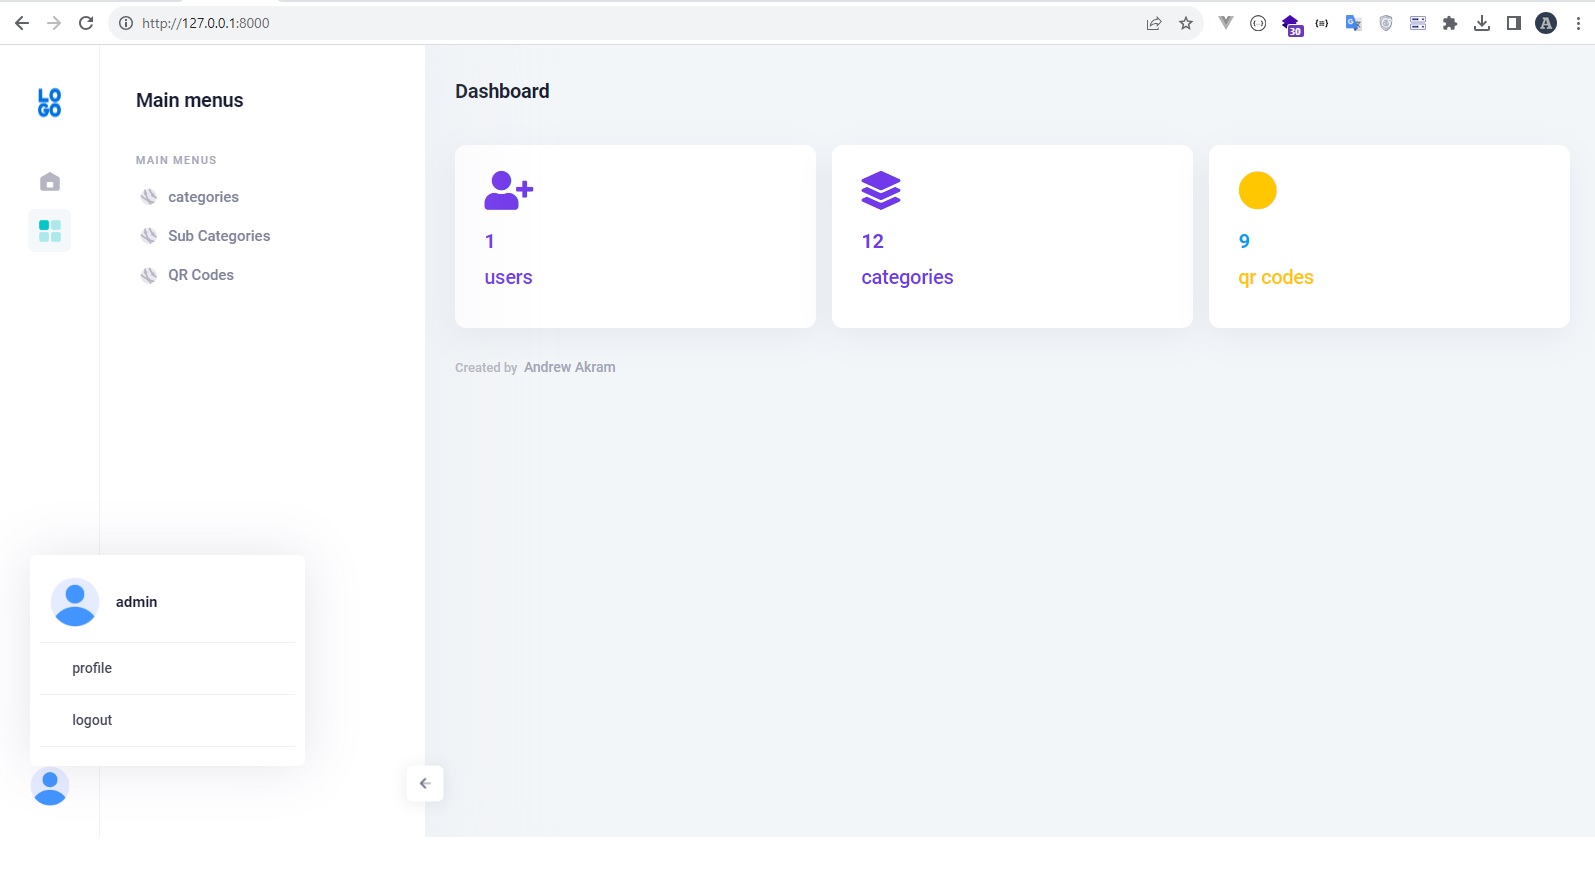 http://127.0.0.1:8000
30
A
LO
GO
Main menus
MAIN MENUS
categories
Sub Categories
QR Codes
Dashboard
1
users
12
categories
9
qr codes
Created by Andrew Akram
admin
profile
logout